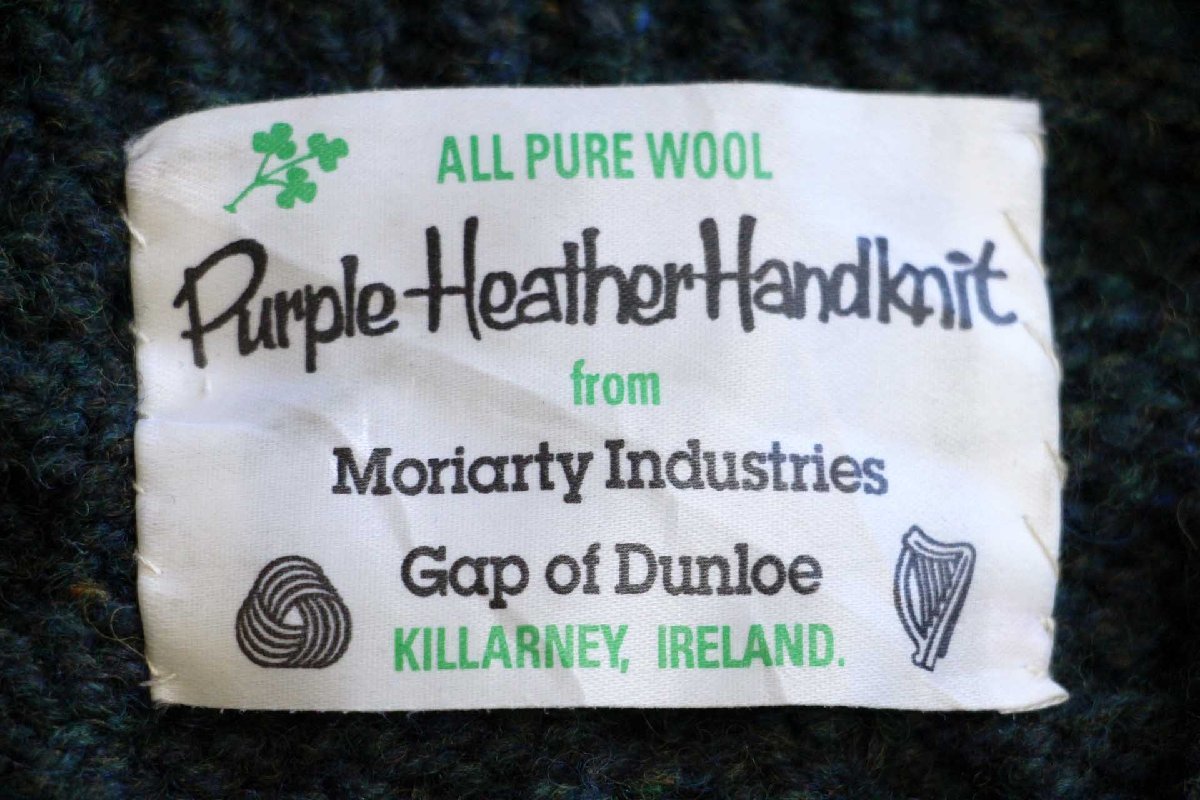 ALL PURE WOOL
Purple Heather Handknit
from
Moriarty Industries
Gap of Dunloe
KILLARNEY, IRELAND.